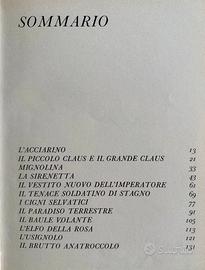 SOMMARIO
L'ACCIARINO 13
IL PICCOLO CLAUS E IL GRANDE CLAUS 21
MIGNOLINA 33
LA SIRENETTA 43
IL VESTITO NUOVO DELL'IMPERATORE 61
IL TENACE SOLDATINO DI STAGNO 69
I CIGNI SELVATICI 77
IL PARADISO TERRESTRE 91
IL BAULE VOLANTE 105
L'ELFO DELLA ROSA 113
L'USIGNOLO 121
IL BRUTTO ANATROCCOLO 131
subito